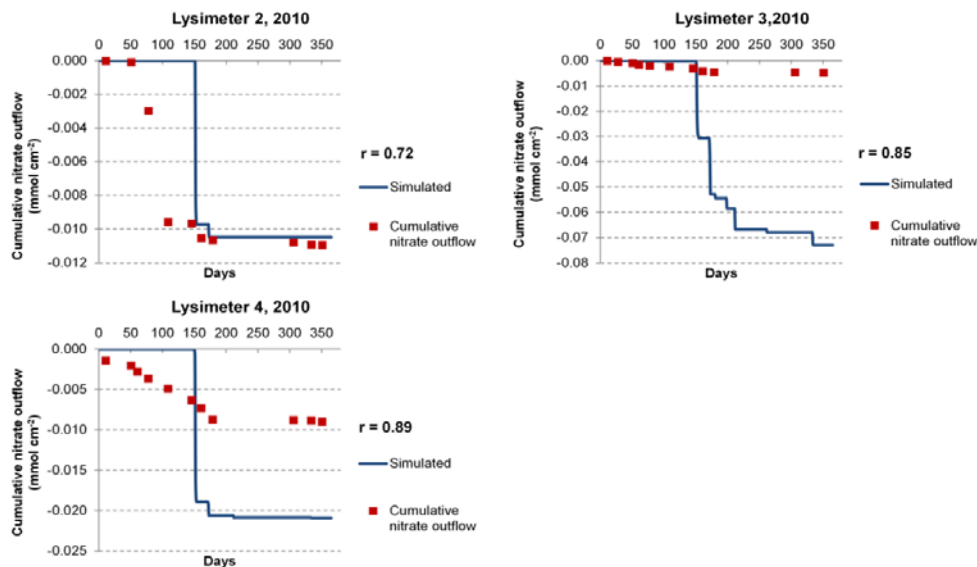 Lysimeter 2, 2010
0 50 100 150 200 250 300 350
0.000
-0.002
-0.004
-0.006
-0.008
-0.010
-0.012
Cumulative nitrate outflow
(mmol cm-2)
Days
r = 0.72
Simulated
Cumulative
nitrate outflow
Lysimeter 3,2010
0 50 100 150 200 250 300 350
0.00
-0.01
-0.02
-0.03
-0.04
-0.05
-0.06
-0.07
-0.08
Cumulative nitrate outflow
(mmol cm⁻²)
Days
r = 0.85
Simulated
Cumulative
nitrate outflow
Lysimeter 4, 2010
0 50 100 150 200 250 300 350
0.000
-0.005
-0.010
-0.015
-0.020
-0.025
Cumulative nitrate outflow
(mmol cm⁻²)
Days
r = 0.89
Simulated
Cumulative
nitrate outflow